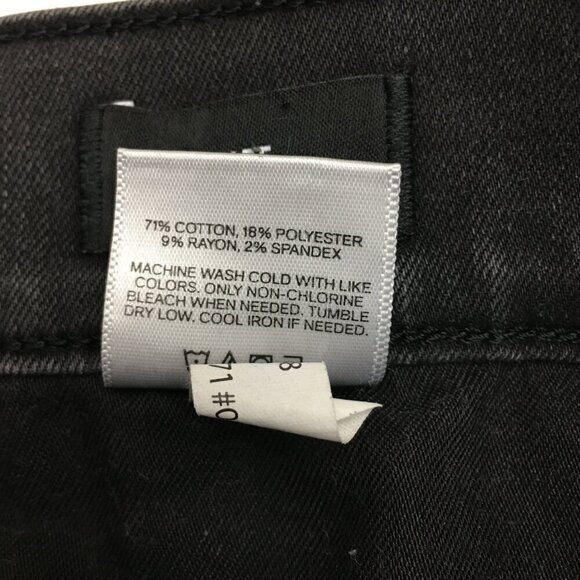 71% COTTON, 18% POLYESTER
9% RAYON, 2% SPANDEX
MACHINE WASH COLD WITH LIKE
COLORS. ONLY NON-CHLORINE
BLEACH WHEN NEEDED. TUMBLE
DRY LOW. COOL IRON IF NEEDED.
71 #